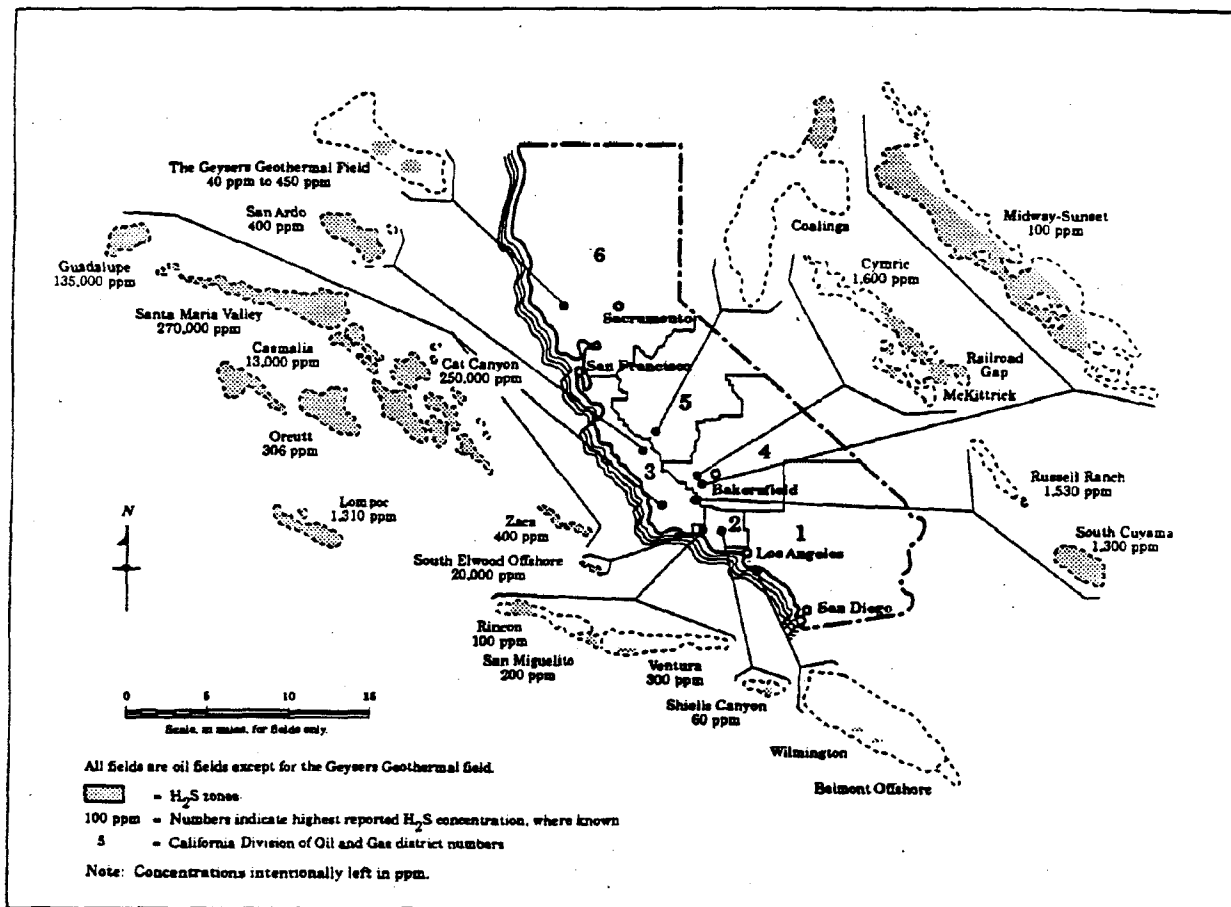 The Geysers Geothermal Field
40 ppm to 450 ppm
San Ardo
400 ppm
Guadalupe
135,000 ppm
Santa Maria Valley
270,000 ppm
Casmalia
13,000 ppm
Cat Canyon
250,000 ppm
Orcutt
306 ppm
Lompoc
1,310 ppm
Zaca
400 ppm
South Elwood Offshore
20,000 ppm
Rincon
100 ppm
San Miguelito
200 ppm
Ventura
300 ppm
Shiells Canyon
60 ppm
Wilmington
Belmont Offshore
Coalinga
Midway-Sunset
100 ppm
Cymric
1,600 ppm
Railroad
Gap
McKittrick
Russell Ranch
1,530 ppm
South Cuyama
1,300 ppm
6
Sacramento
San Francisco
5
4
3
Bakersfield
2
1
Los Angeles
San Diego
N
0 5 10 15
Scale, in miles, for fields only.
All fields are oil fields except for the Geysers Geothermal field.
= H2S zones
100 ppm = Numbers indicate highest reported H2S concentration, where known
5 = California Division of Oil and Gas district numbers
Note: Concentrations intentionally left in ppm.